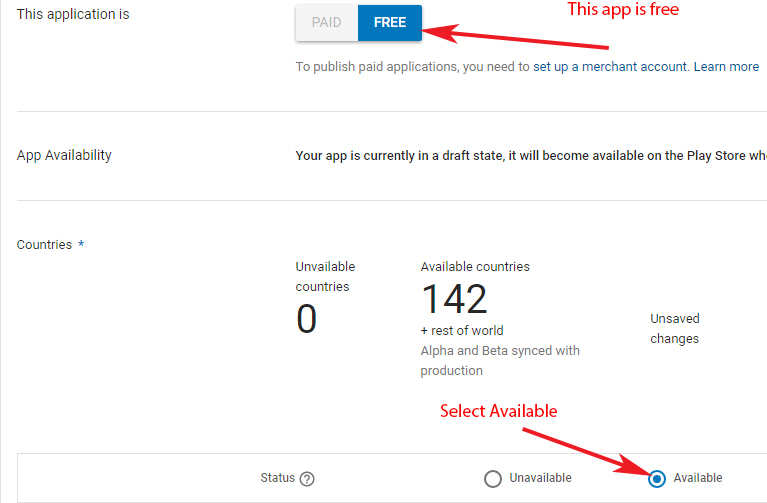 This app is free
This application is
PAID
FREE
To publish paid applications, you need to set up a merchant account. Learn more
App Availability
Your app is currently in a draft state, it will become available on the Play Store
Countries *
Unvailable
countries
0
Available countries
142
+ rest of world
Alpha and Beta synced with
production
Unsaved
changes
Select Available
Status ?
Unavailable
Available